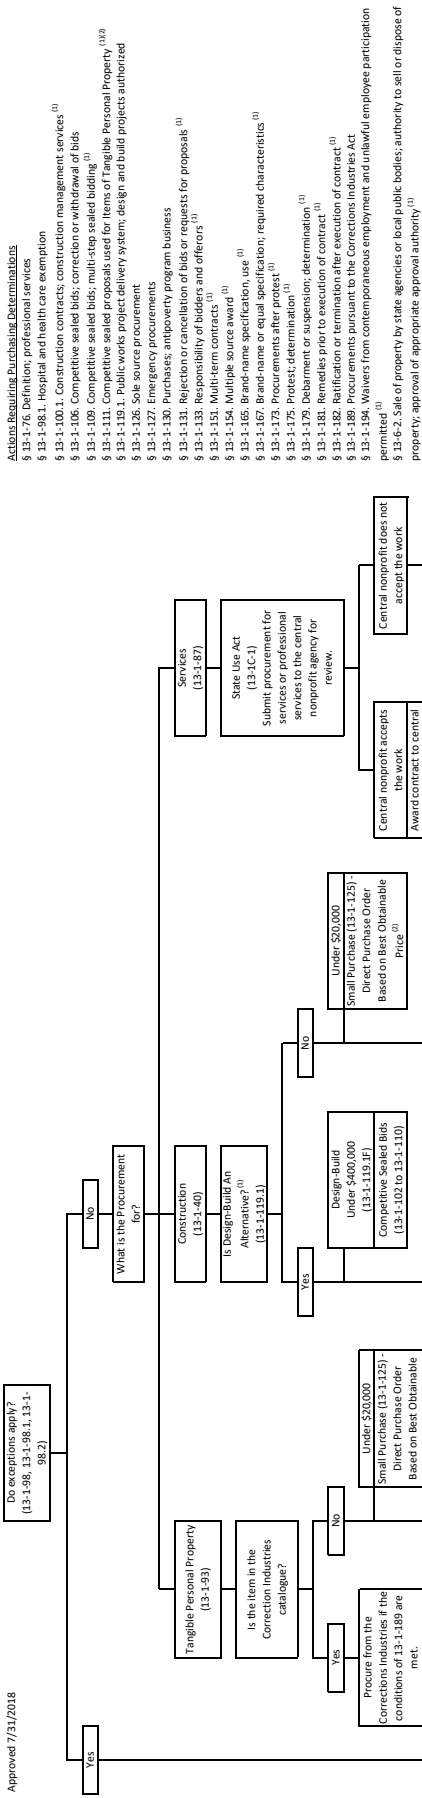 Approved 7/31/2018
Do exceptions apply?
(13-1-98, 13-1-98.1, 13-1-
98.2)
Yes
No
What is the Procurement
for?
Tangible Personal Property
(13-1-93)
Is the item in the
Correction Industries
catalogue?
Yes
Procure from the
Corrections Industries if the
conditions of 13-1-189 are
met.
No
Under $20,000
Small Purchase (13-1-125) -
Direct Purchase Order
Based on Best Obtainable
Construction
(13-1-40)
Is Design-Build An
Alternative? (1)
(13-1-119.1)
Yes
Design-Build
Under $400,000
(13-1-119.1F)
Competitive Sealed Bids
(13-1-102 to 13-1-110)
No
Under $20,000
Small Purchase (13-1-125) -
Direct Purchase Order
Based on Best Obtainable
Price (2)
Services
(13-1-87)
State Use Act
(13-1C-1)
Submit procurement for
services or professional
services to the central
nonprofit agency for
review.
Central nonprofit accepts
the work
Award contract to central
Central nonprofit does not
accept the work
Actions Requiring Purchasing Determinations
§ 13-1-76. Definition; professional services
§ 13-1-98.1. Hospital and health care exemption
§ 13-1-100.1. Construction contracts; construction management services (1)
§ 13-1-106. Competitive sealed bids; correction or withdrawal of bids
§ 13-1-109. Competitive sealed bids; multi-step sealed bidding (1)
§ 13-1-111. Competitive sealed proposals used for Items of Tangible Personal Property (1)(2)
§ 13-1-119.1. Public works project delivery system; design and build projects authorized
§ 13-1-126. Sole source procurement
§ 13-1-127. Emergency procurements
§ 13-1-130. Purchases; antipoverty program business
§ 13-1-131. Rejection or cancellation of bids or requests for proposals (1)
§ 13-1-133. Responsibility of bidders and offerors (1)
§ 13-1-151. Multi-term contracts (1)
§ 13-1-154. Multiple source award (1)
§ 13-1-165. Brand-name specification, use (1)
§ 13-1-167. Brand-name or equal specification; required characteristics (1)
§ 13-1-173. Procurements after protest (1)
§ 13-1-175. Protest; determination (1)
§ 13-1-179. Debarment or suspension; determination (1)
§ 13-1-181. Remedies prior to execution of contract (1)
§ 13-1-182. Ratification or termination after execution of contract (1)
§ 13-1-189. Procurements pursuant to the Corrections Industries Act
§ 13-1-194. Waivers from contemporaneous employment and unlawful employee participation
permitted (1)
§ 13-6-2. Sale of property by state agencies or local public bodies; authority to sell or dispose of
property; approval of appropriate approval authority (1)